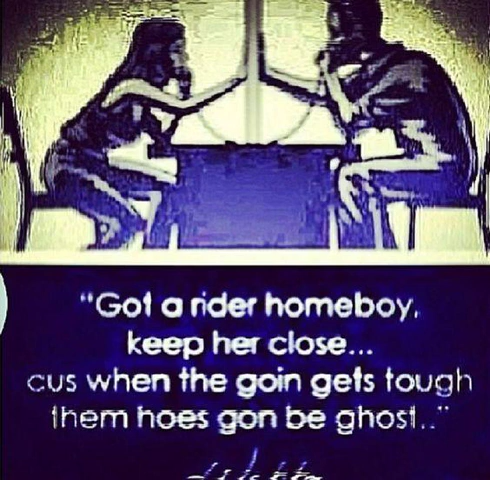 "Got a rider homeboy,
keep her close...
cus when the goin gets tough
them hoes gon be ghost.."